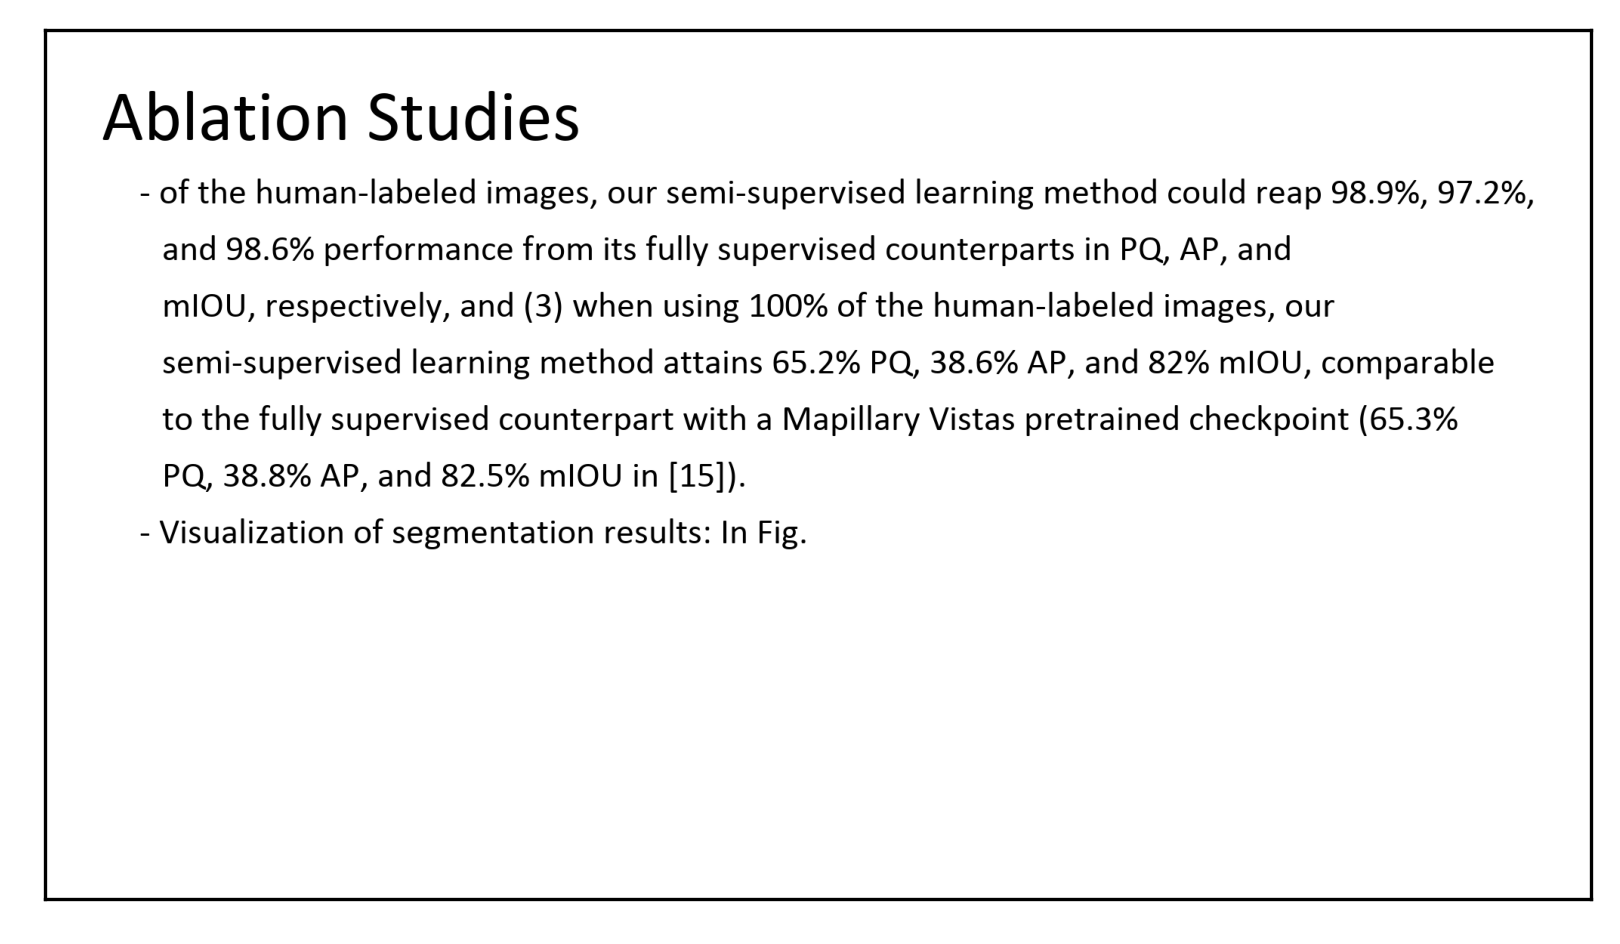 Ablation Studies
- of the human-labeled images, our semi-supervised learning method could reap 98.9%, 97.2%,
and 98.6% performance from its fully supervised counterparts in PQ, AP, and
mIOU, respectively, and (3) when using 100% of the human-labeled images, our
semi-supervised learning method attains 65.2% PQ, 38.6% AP, and 82% mIOU, comparable
to the fully supervised counterpart with a Mapillary Vistas pretrained checkpoint (65.3%
PQ, 38.8% AP, and 82.5% mIOU in [15]).
- Visualization of segmentation results: In Fig.